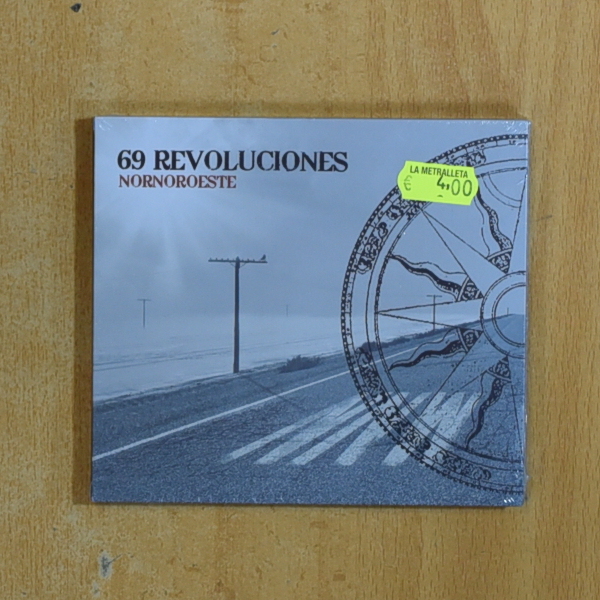 69 REVOLUCIONES
NORNOROESTE
LA METRALLETA
€ 4,00